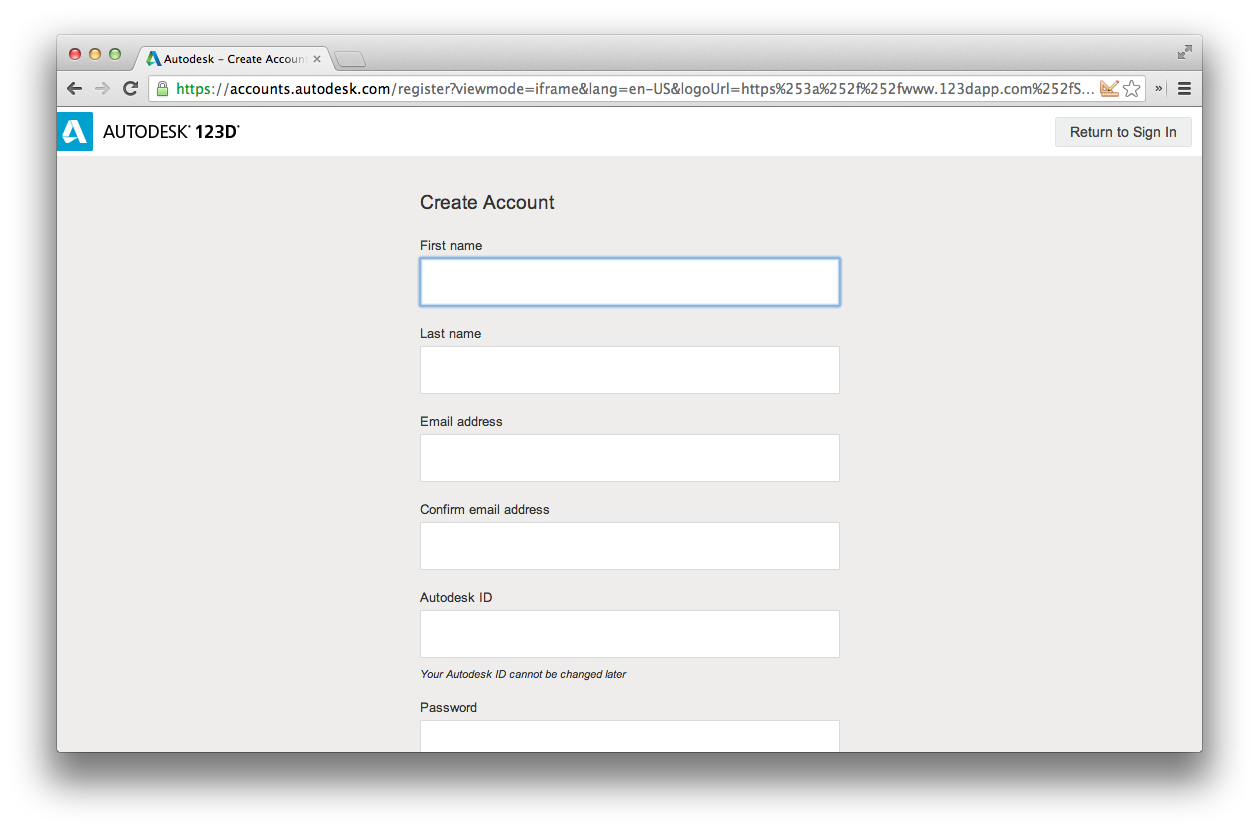 Autodesk - Create Accoun
https://accounts.autodesk.com/register?viewmode=iframe&lang=en-US&logoUrl=https%253a%252f%252fwww.123dapp.com%252fS...
»
AUTODESK® 123D®
Return to Sign In
Create Account
First name
Last name
Email address
Confirm email address
Autodesk ID
Your Autodesk ID cannot be changed later
Password